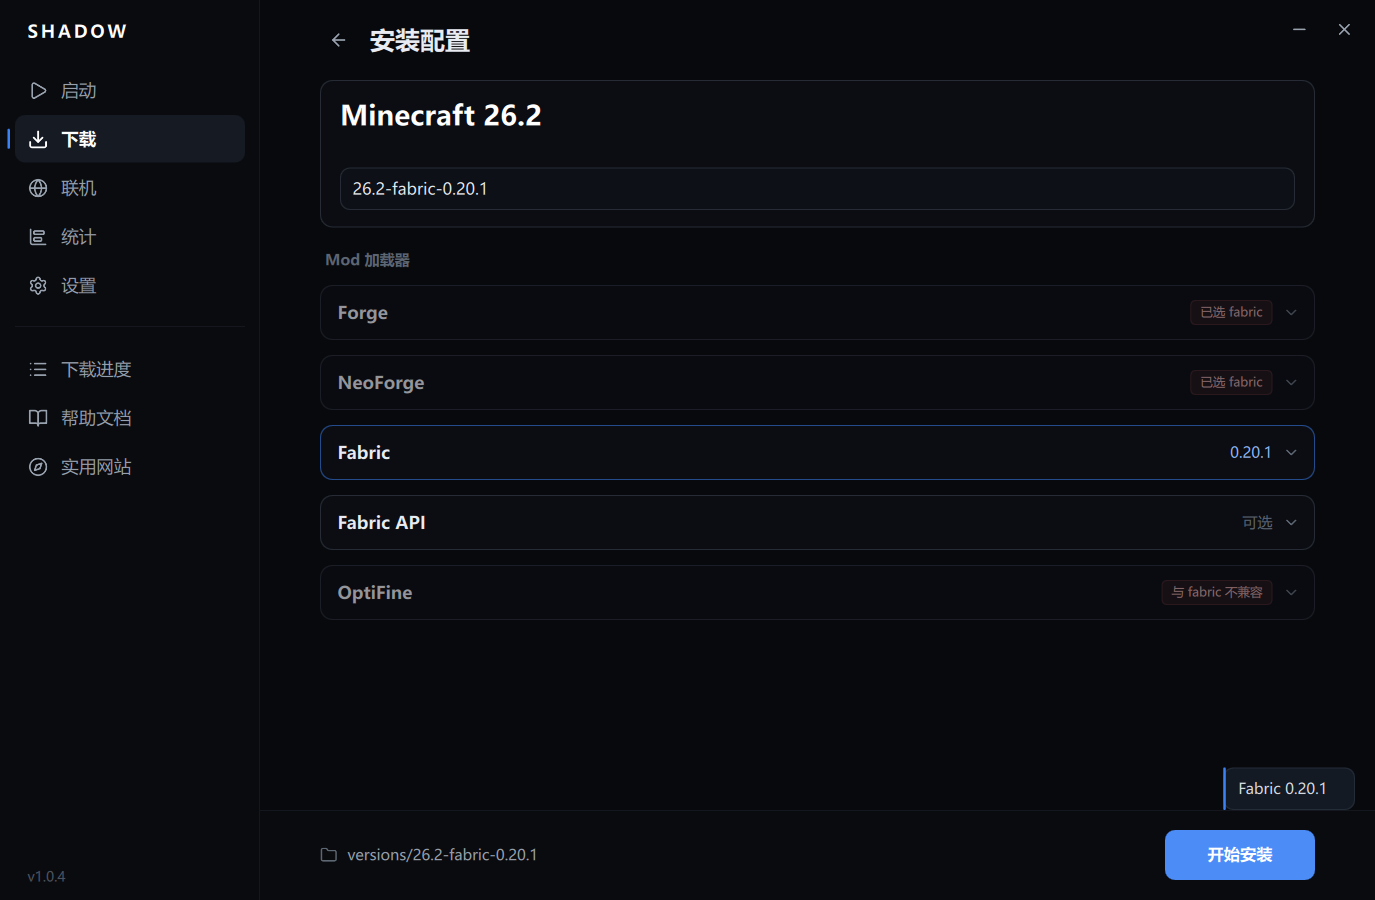 SHADOW
启动
下载
联机
统计
设置
下载进度
帮助文档
实用网站
v1.0.4
安装配置
Minecraft 26.2
26.2-fabric-0.20.1
Mod 加载器
Forge 已选 fabric
NeoForge 已选 fabric
Fabric 0.20.1
Fabric API 可选
OptiFine 与 fabric 不兼容
Fabric 0.20.1
versions/26.2-fabric-0.20.1
开始安装